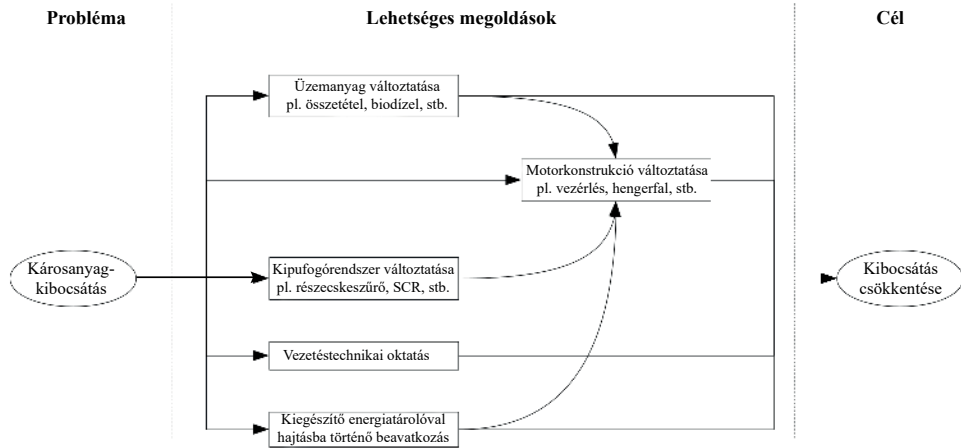 Probléma
Lehetséges megoldások
Cél
Üzemanyag változtatása
pl. összetétel, biodízel, stb.
Motorkonstrukció változtatása
pl. vezérlés, hengerfal, stb.
Károsanyag-
kibocsátás
Kipufogórendszer változtatása
pl. részecskeszűrő, SCR, stb.
Kibocsátás
csökkentése
Vezetéstechnikai oktatás
Kiegészítő energiatárolóval
hajtásba történő beavatkozás